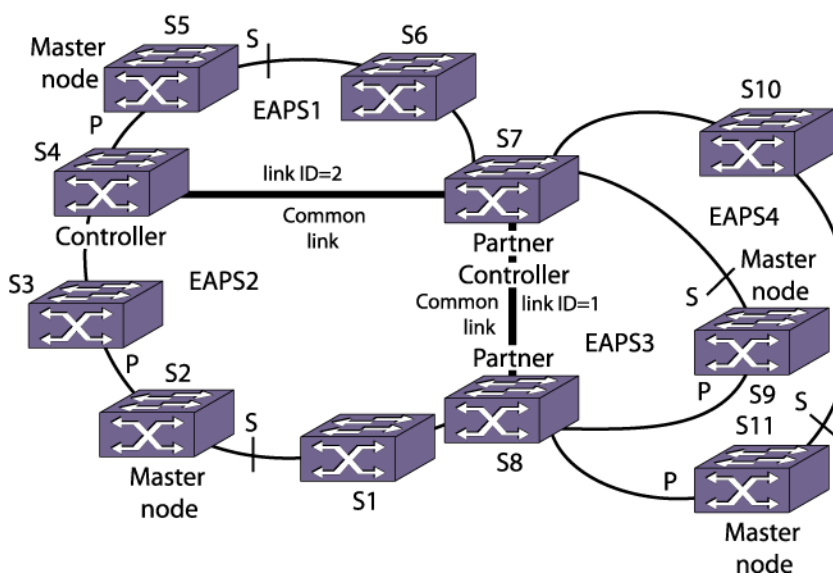 S5
S
S6
Master
node
EAPS1
S10
P
S4
S7
link ID=2
Common
link
EAPS4
Controller
Partner
Controller
S3
EAPS2
Common
link
link ID=1
Master
node
S
Partner
EAPS3
P
S2
S
P
S9
S11
S
Master
node
S1
S8
P
Master
node